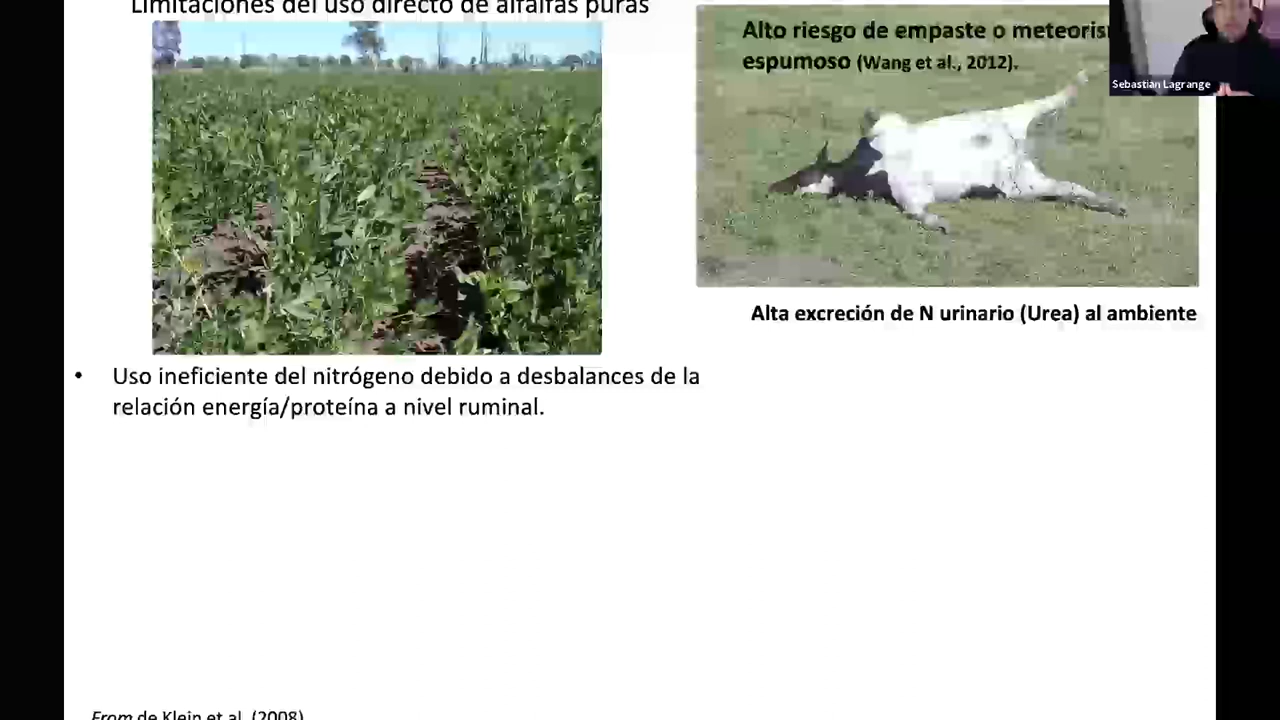 Limitaciones del uso directo de alfalfas puras
Alto riesgo de empaste o
espumoso (Wang et al., 2012).
Sebastian Lagrange
Alta excreción de N urinario (Urea) al ambiente
• Uso ineficiente del nitrógeno debido a desbalances de la
relación energía/proteína a nivel ruminal.
From de Klein et al. (2008)